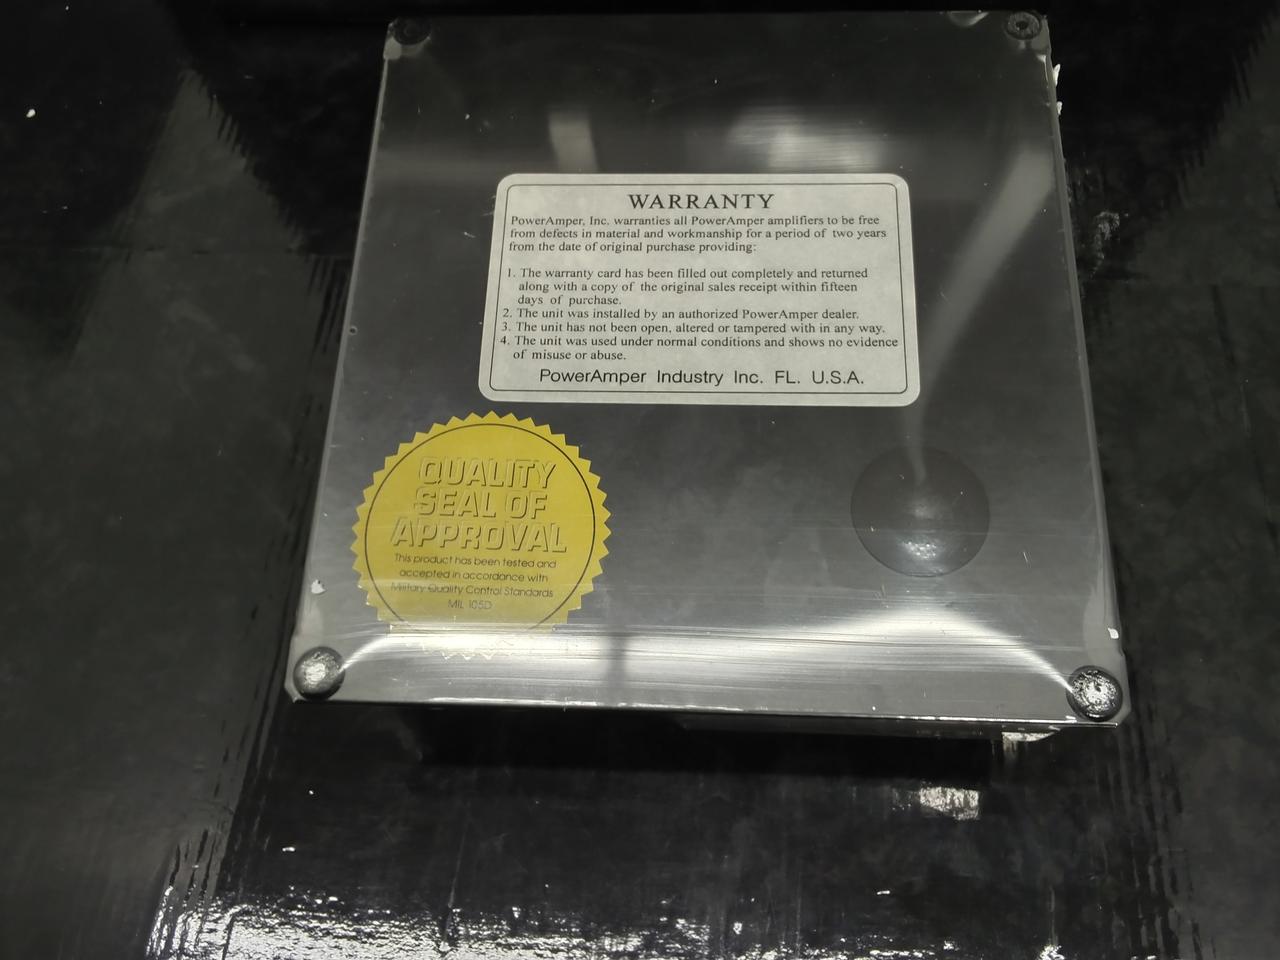 WARRANTY
PowerAmper, Inc. warranties all PowerAmper amplifiers to be free
from defects in material and workmanship for a period of two years
from the date of original purchase providing:
1. The warranty card has been filled out completely and returned
along with a copy of the original sales receipt within fifteen
days of purchase.
2. The unit was installed by an authorized PowerAmper dealer.
3. The unit has not been open, altered or tampered with in any way.
4. The unit was used under normal conditions and shows no evidence
of misuse or abuse.
PowerAmper Industry Inc. FL. U.S.A.
QUALITY
SEAL OF
APPROVAL
This product has been tested and
accepted in accordance with
Military Quality Control Standards
MIL 105D